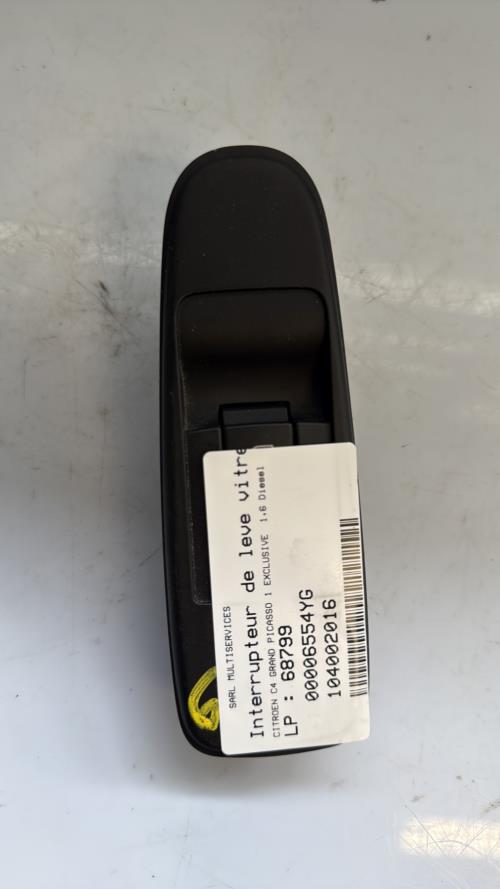 SARL MULTISERVICES
Interrupteur de leve vitre
CITROEN C4 GRAND PICASSO 1 EXCLUSIVE 1.6 Diesel
LP : 68799
00006554YG
104002016